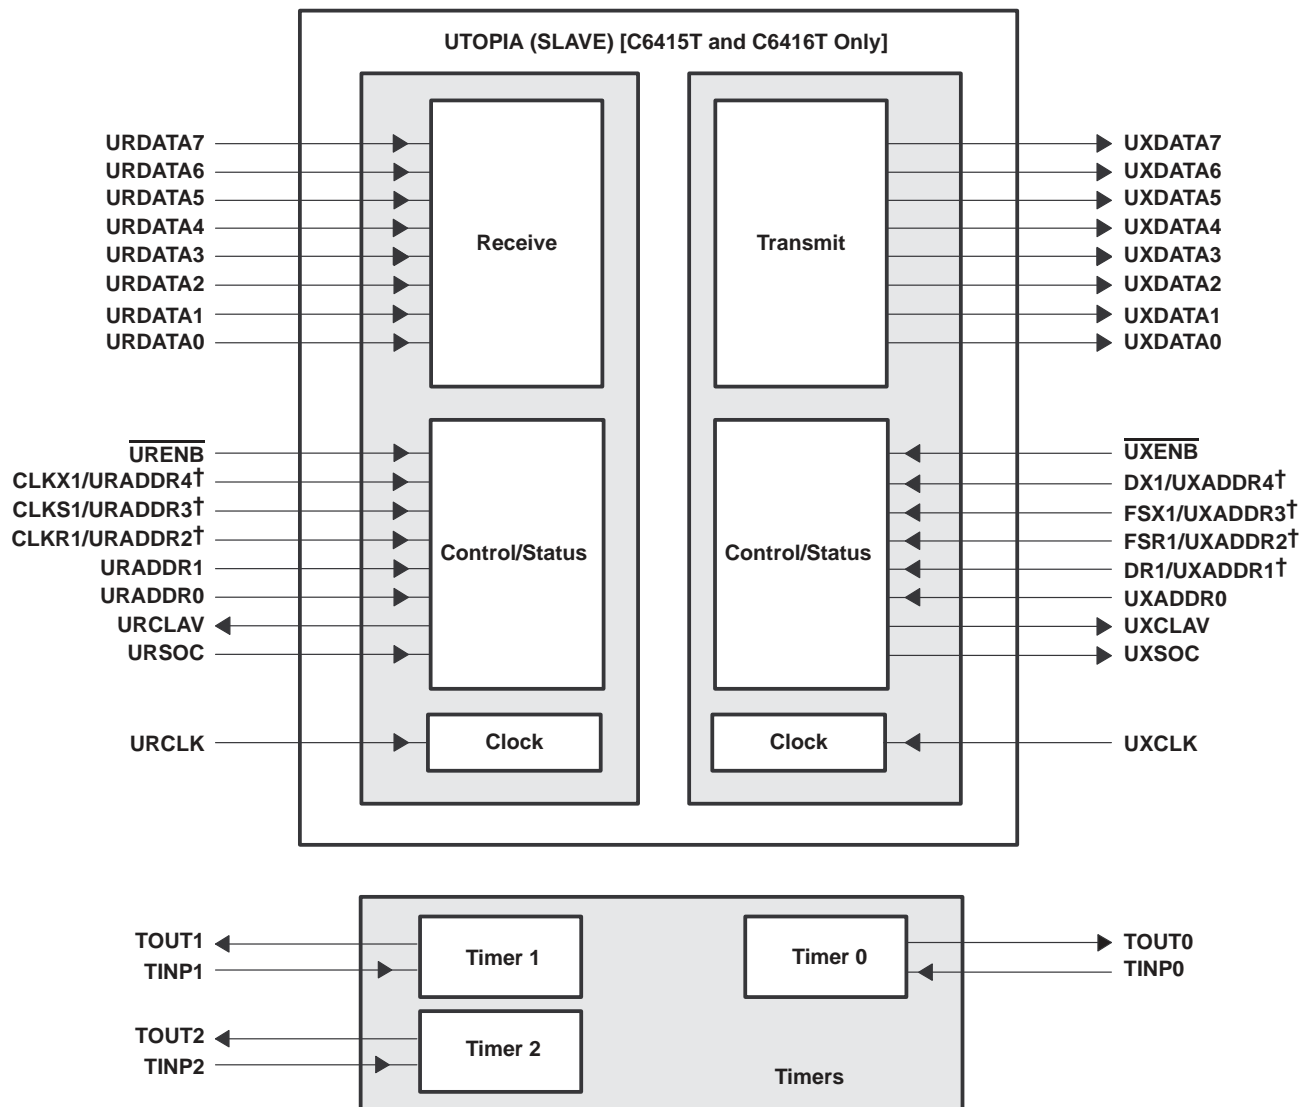 UTOPIA (SLAVE) [C6415T and C6416T Only]
URDATA7
URDATA6
URDATA5
URDATA4
URDATA3
URDATA2
URDATA1
URDATA0
Receive
Transmit
UXDATA7
UXDATA6
UXDATA5
UXDATA4
UXDATA3
UXDATA2
UXDATA1
UXDATA0
URENB
CLKX1/URADDR4†
CLKS1/URADDR3†
CLKR1/URADDR2†
URADDR1
URADDR0
URCLAV
URSOC
Control/Status
Control/Status
UXENB
DX1/UXADDR4†
FSX1/UXADDR3†
FSR1/UXADDR2†
DR1/UXADDR1†
UXADDR0
UXCLAV
UXSOC
URCLK
Clock
Clock
UXCLK
TOUT1
TINP1
Timer 1
Timer 0
TOUT0
TINP0
TOUT2
TINP2
Timer 2
Timers